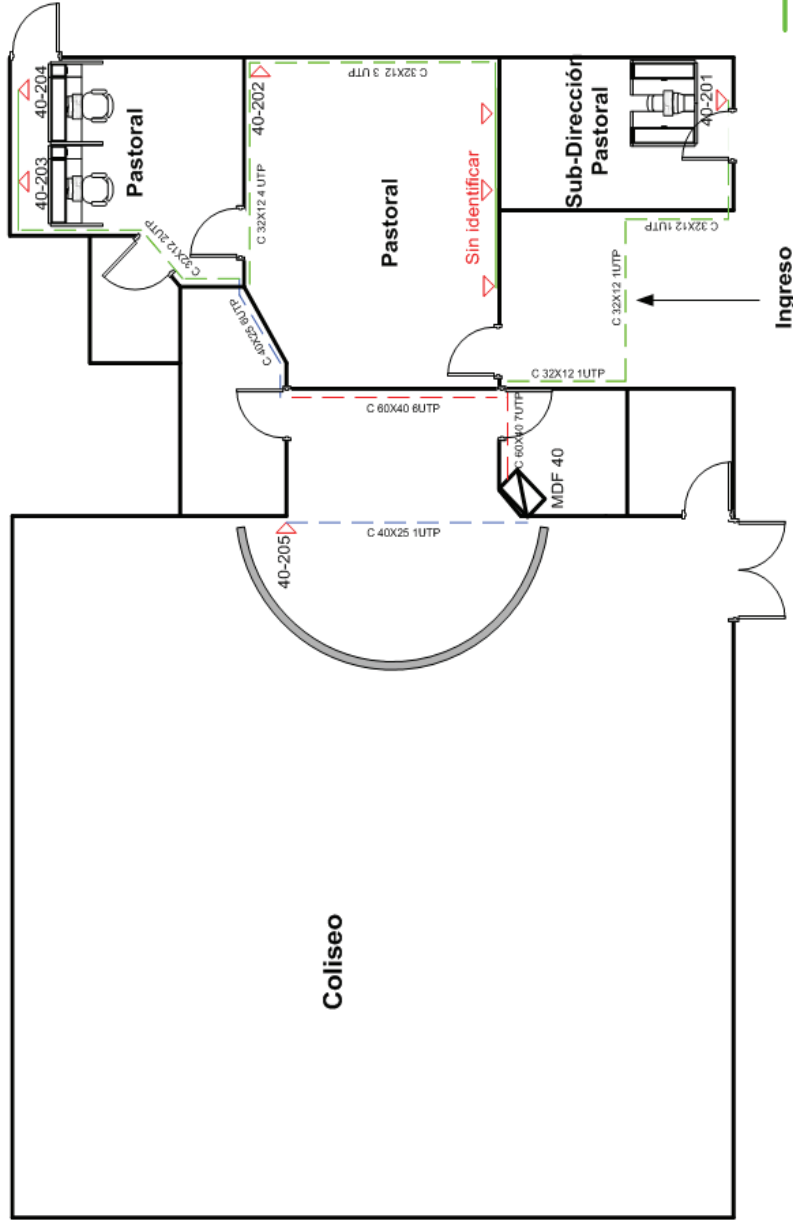 40-204
40-203
Pastoral
C 32X12 2UTP
40-202
C 32X12 4 UTP
C 32X12 3 UTP
Pastoral
Sin identificar
Sub-Dirección
Pastoral
40-201
C 32X12 1UTP
C 32X12 1UTP
C 32X12 1UTP
Ingreso
C 40X25 6UTP
C 60X40 6UTP
C 60X40 7UTP
MDF 40
40-205
C 40X25 1UTP
Coliseo